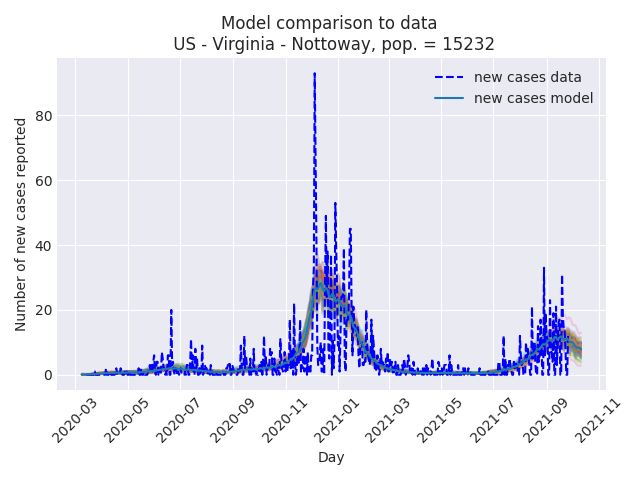 Model comparison to data
US - Virginia - Nottoway, pop. = 15232
new cases data
new cases model
Number of new cases reported
80
60
40
20
0
2020-03
2020-05
2020-07
2020-09
2020-11
2021-01
2021-03
2021-05
2021-07
2021-09
2021-11
Day